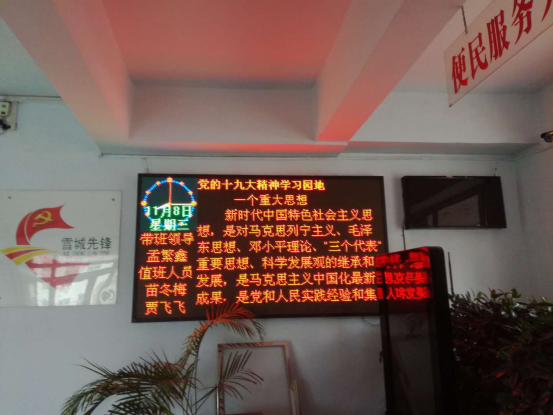 便民服务
党的十九大精神学习园地
一个重大思想
新时代中国特色社会主义思
想，是对马克思列宁主义、毛泽
东思想、邓小平理论、“三个代表”
重要思想、科学发展观的继承和
发展，是马克思主义中国化最新
成果，是党和人民实践经验和集
11月8日
星期三
带班领导
孟繁鑫
值班人员
苗冬梅
贾飞飞
雪城先锋